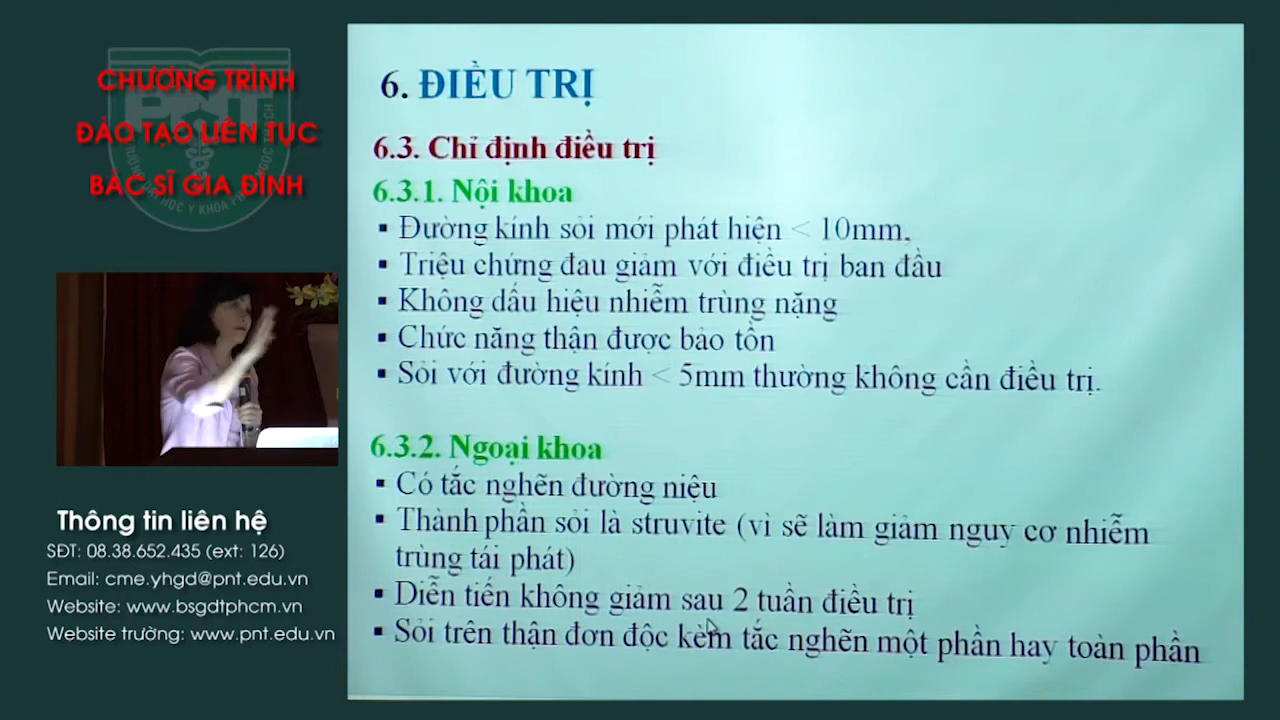 CHƯƠNG TRÌNH
ĐÀO TẠO LIÊN TỤC
BÁC SĨ GIA ĐÌNH
PNT
Thông tin liên hệ
SĐT: 08.38.652.435 (ext: 126)
Email: cme.yhgd@pnt.edu.vn
Website: www.bsgdtphcm.vn
Website trường: www.pnt.edu.vn
6. ĐIỀU TRỊ
6.3. Chỉ định điều trị
6.3.1. Nội khoa
▪ Đường kính sỏi mới phát hiện < 10mm.
▪ Triệu chứng đau giảm với điều trị ban đầu
▪ Không dấu hiệu nhiễm trùng nặng
▪ Chức năng thận được bảo tồn
▪ Sỏi với đường kính < 5mm thường không cần điều trị.
6.3.2. Ngoại khoa
▪ Có tắc nghẽn đường niệu
▪ Thành phần sỏi là struvite (vì sẽ làm giảm nguy cơ nhiễm
trùng tái phát)
▪ Diễn tiến không giảm sau 2 tuần điều trị
▪ Sỏi trên thận đơn độc kèm tắc nghẽn một phần hay toàn phần